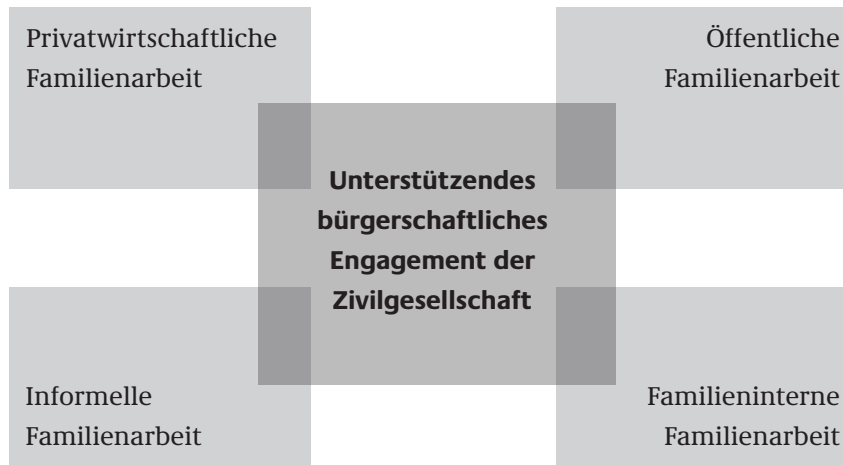 Privatwirtschaftliche
Familienarbeit
Öffentliche
Familienarbeit
Unterstützendes
bürgerschaftliches
Engagement der
Zivilgesellschaft
Informelle
Familienarbeit
Familieninterne
Familienarbeit